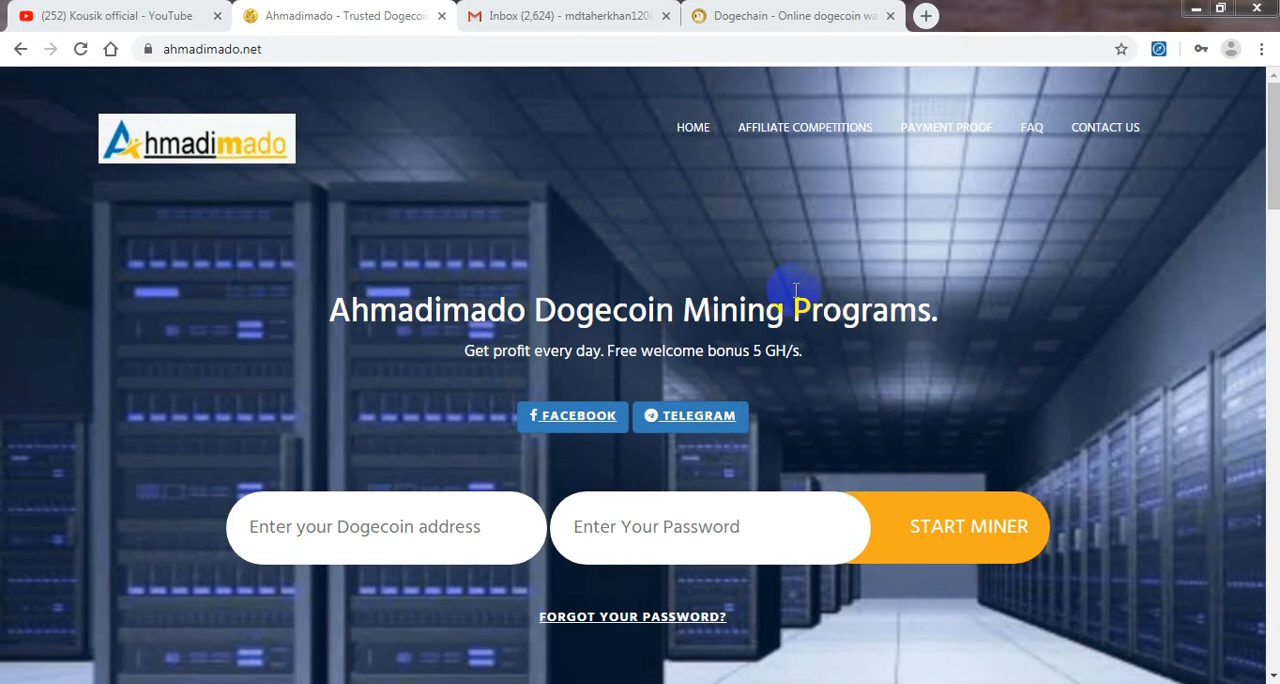 (252) Kousik official - YouTube
Ahmadimado - Trusted Dogecoi
Inbox (2,624) - mdtaherkhan120
Dogechain - Online dogecoin wa
ahmadimado.net
Ahmadimado
HOME
AFFILIATE COMPETITIONS
PAYMENT PROOF
FAQ
CONTACT US
Ahmadimado Dogecoin Mining Programs.
Get profit every day. Free welcome bonus 5 GH/s.
FACEBOOK
TELEGRAM
Enter your Dogecoin address
Enter Your Password
START MINER
FORGOT YOUR PASSWORD?